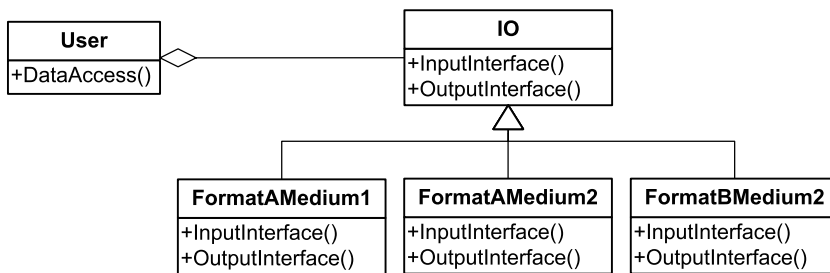 User
+DataAccess()
IO
+InputInterface()
+OutputInterface()
FormatAMedium1
+InputInterface()
+OutputInterface()
FormatAMedium2
+InputInterface()
+OutputInterface()
FormatBMedium2
+InputInterface()
+OutputInterface()